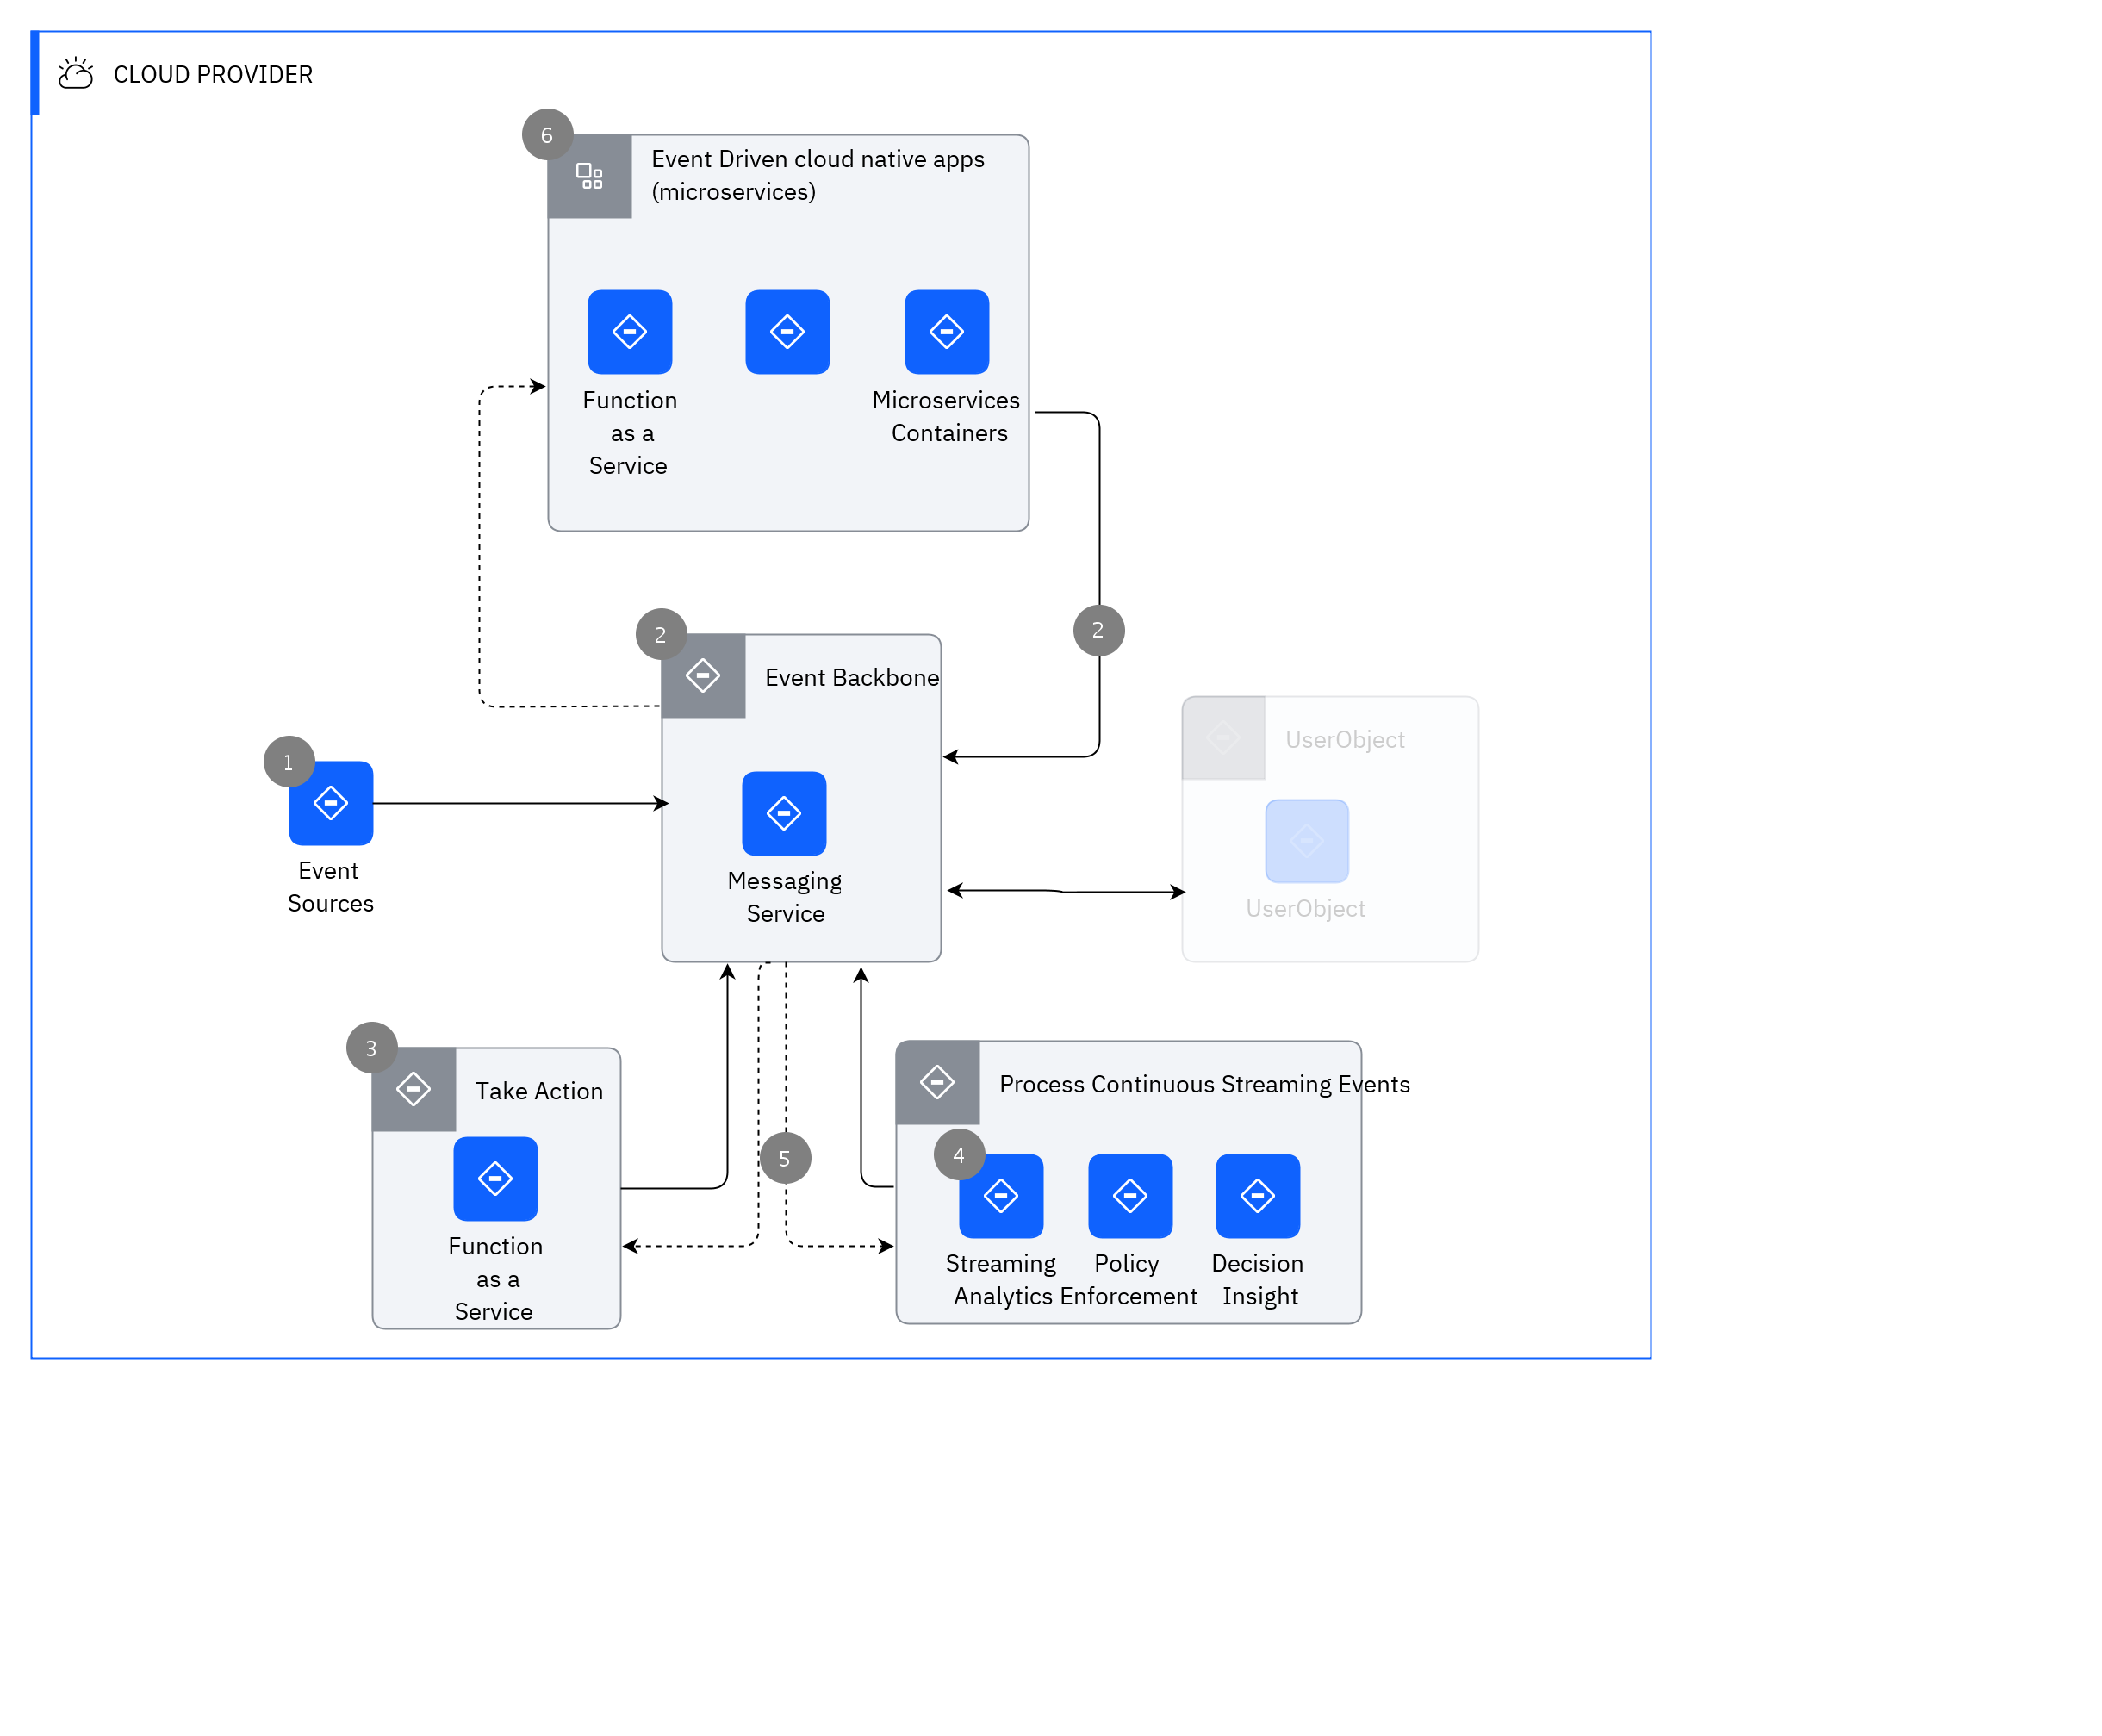 CLOUD PROVIDER
6
Event Driven cloud native apps
(microservices)
Function
as a
Service
Microservices
Containers
2
2
Event Backbone
Messaging
Service
1
Event
Sources
UserObject
UserObject
3
Take Action
Function
as a
Service
5
Process Continuous Streaming Events
4
Streaming
Analytics
Policy
Enforcement
Decision
Insight